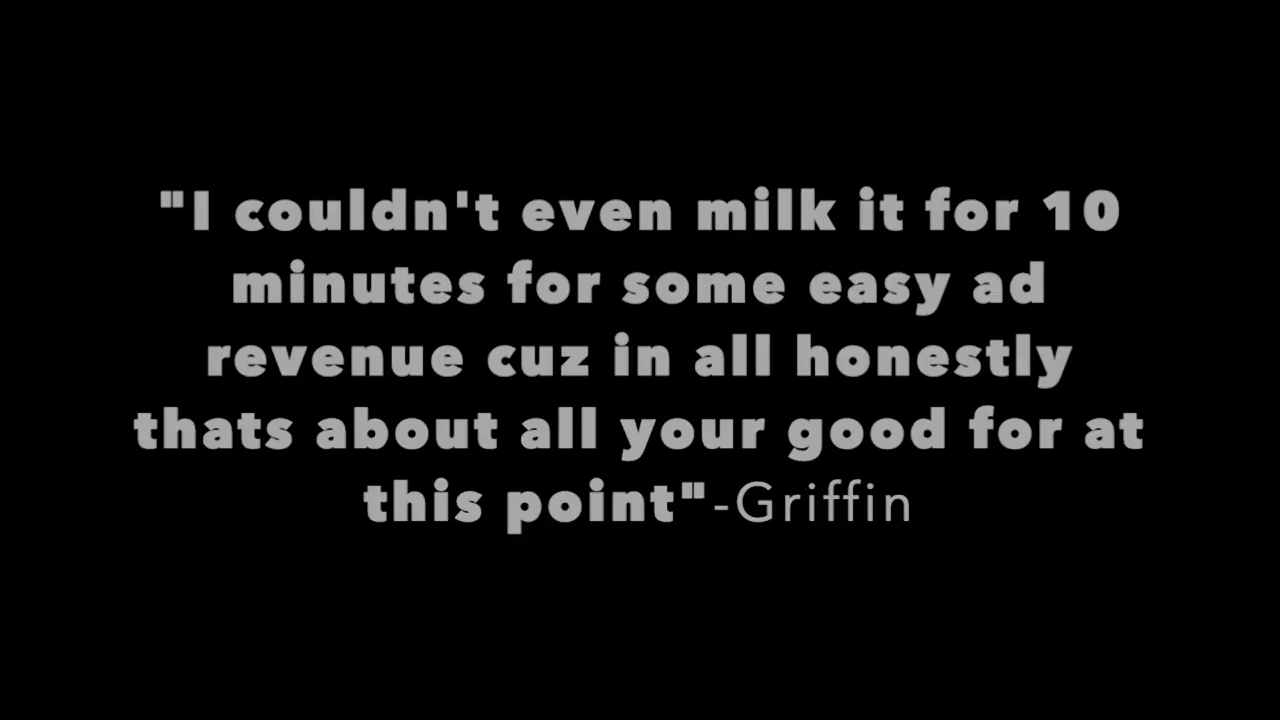 "I couldn't even milk it for 10
minutes for some easy ad
revenue cuz in all honestly
thats about all your good for at
this point"-Griffin